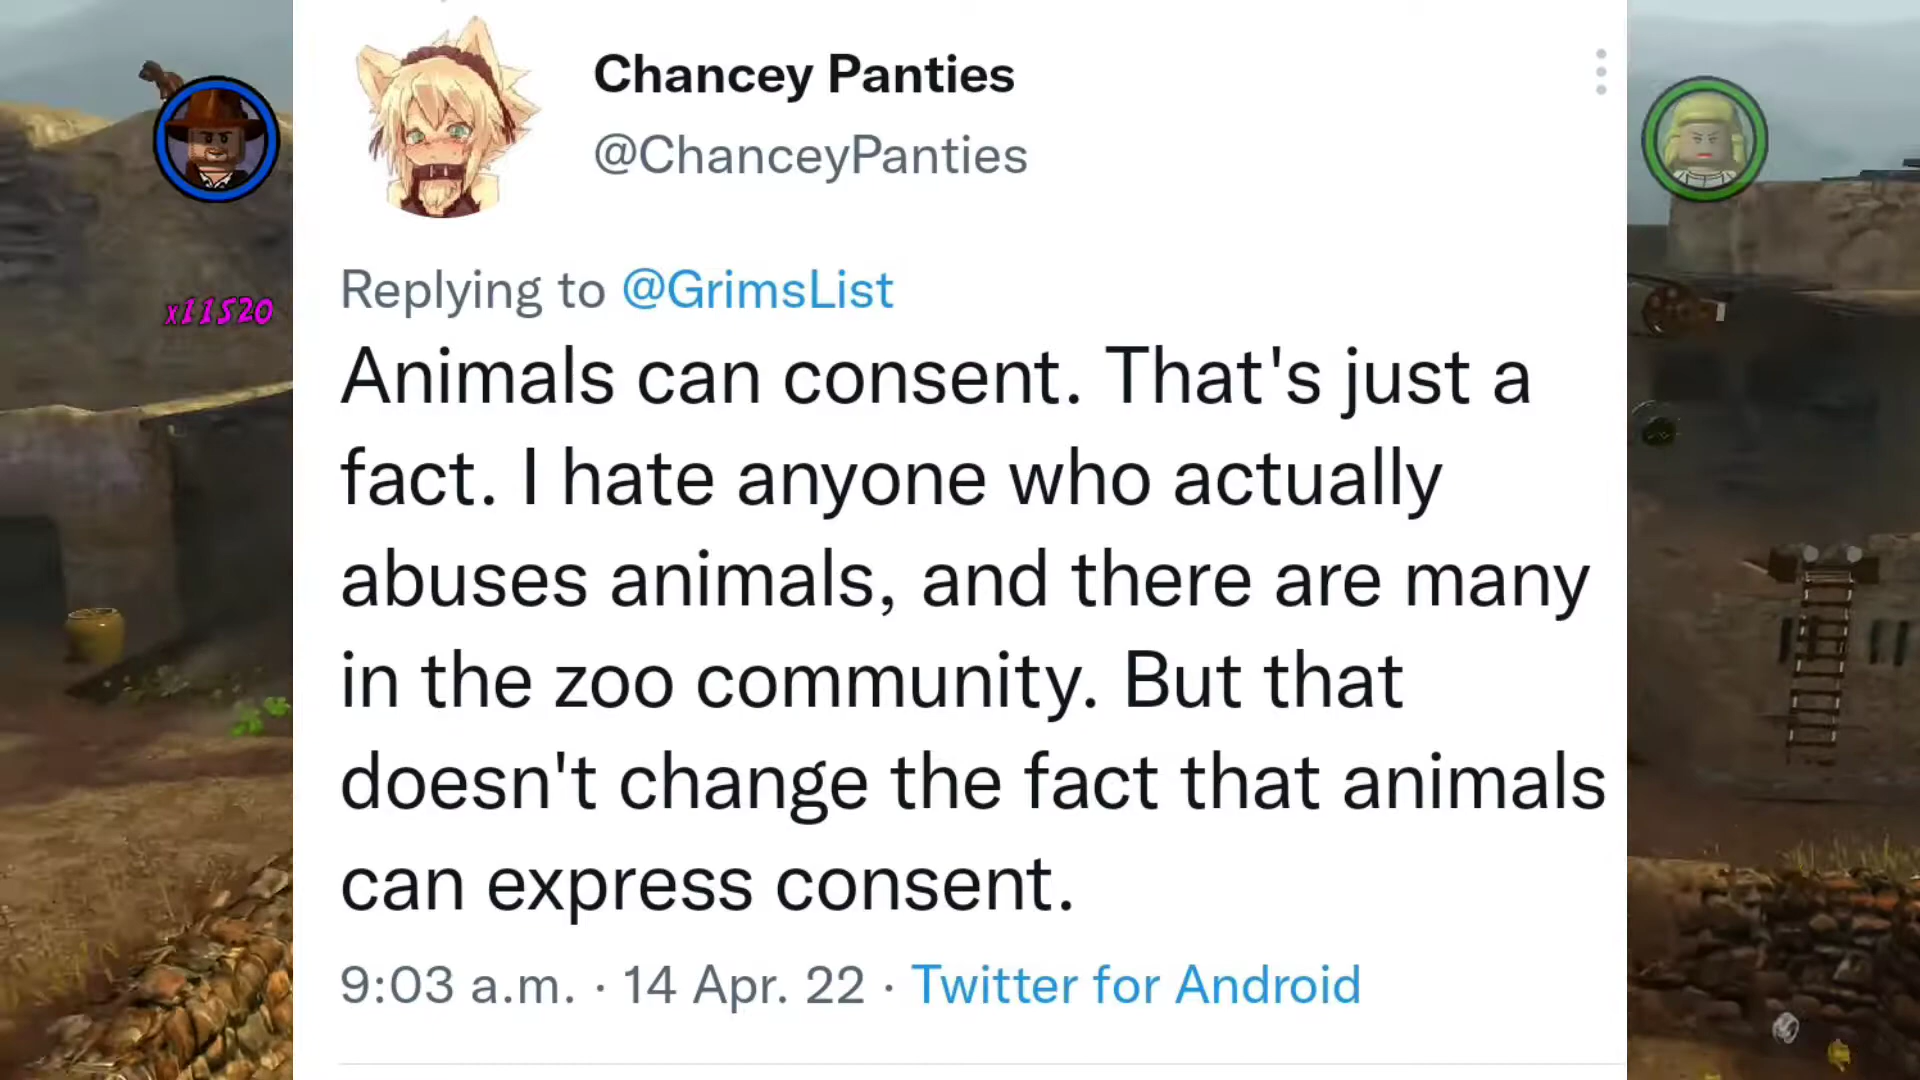 Chancey Panties
@ChanceyPanties
Replying to @GrimsList
x11520
Animals can consent. That's just a
fact. I hate anyone who actually
abuses animals, and there are many
in the zoo community. But that
doesn't change the fact that animals
can express consent.
9:03 a.m. · 14 Apr. 22 · Twitter for Android